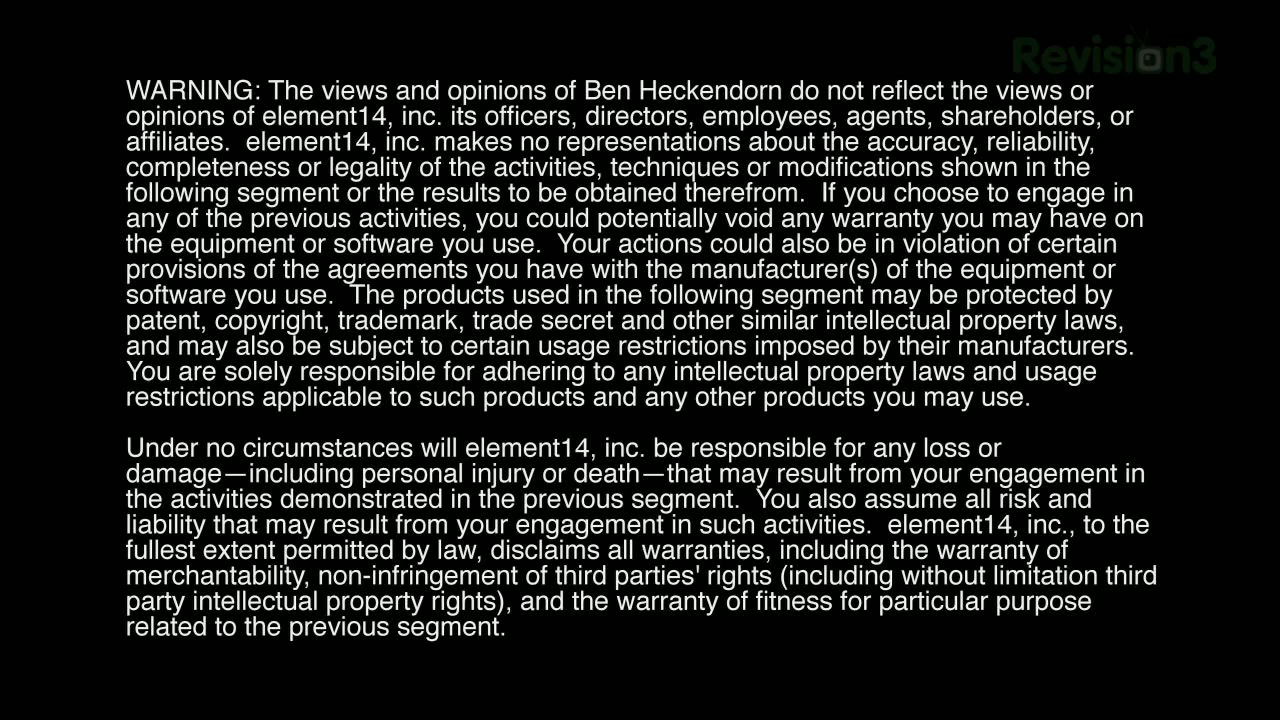 Revision3
WARNING: The views and opinions of Ben Heckendorn do not reflect the views or
opinions of element14, inc. its officers, directors, employees, agents, shareholders, or
affiliates.  element14, inc. makes no representations about the accuracy, reliability,
completeness or legality of the activities, techniques or modifications shown in the
following segment or the results to be obtained therefrom.  If you choose to engage in
any of the previous activities, you could potentially void any warranty you may have on
the equipment or software you use.  Your actions could also be in violation of certain
provisions of the agreements you have with the manufacturer(s) of the equipment or
software you use.  The products used in the following segment may be protected by
patent, copyright, trademark, trade secret and other similar intellectual property laws,
and may also be subject to certain usage restrictions imposed by their manufacturers.
You are solely responsible for adhering to any intellectual property laws and usage
restrictions applicable to such products and any other products you may use.
Under no circumstances will element14, inc. be responsible for any loss or
damage—including personal injury or death—that may result from your engagement in
the activities demonstrated in the previous segment.  You also assume all risk and
liability that may result from your engagement in such activities.  element14, inc., to the
fullest extent permitted by law, disclaims all warranties, including the warranty of
merchantability, non-infringement of third parties' rights (including without limitation third
party intellectual property rights), and the warranty of fitness for particular purpose
related to the previous segment.